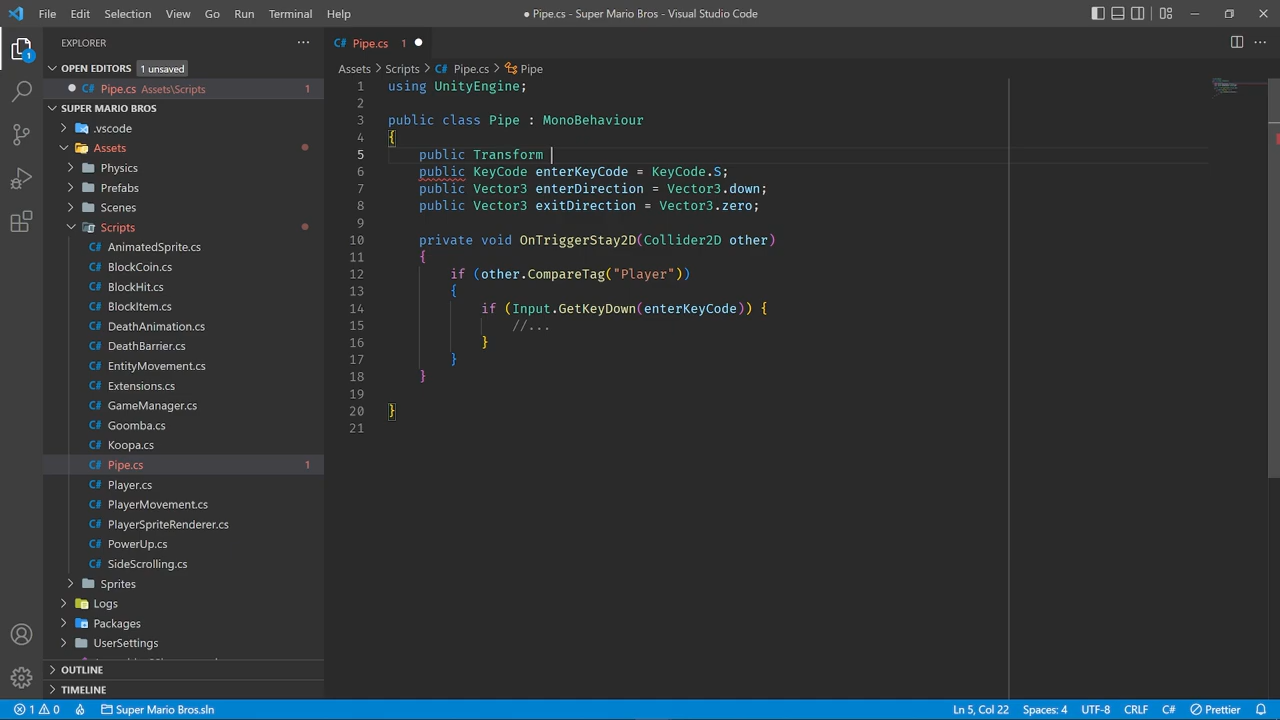 File Edit Selection View Go Run Terminal Help
● Pipe.cs - Super Mario Bros - Visual Studio Code
EXPLORER
OPEN EDITORS 1 unsaved
C# Pipe.cs Assets\Scripts 1
SUPER MARIO BROS
.vscode
Assets
Physics
Prefabs
Scenes
Scripts
C# AnimatedSprite.cs
C# BlockCoin.cs
C# BlockHit.cs
C# BlockItem.cs
C# DeathAnimation.cs
C# DeathBarrier.cs
C# EntityMovement.cs
C# Extensions.cs
C# GameManager.cs
C# Goomba.cs
C# Koopa.cs
C# Pipe.cs 1
C# Player.cs
C# PlayerMovement.cs
C# PlayerSpriteRenderer.cs
C# PowerUp.cs
C# SideScrolling.cs
Sprites
Logs
Packages
UserSettings
OUTLINE
TIMELINE
1
C# Pipe.cs 1
Assets > Scripts > C# Pipe.cs > Pipe
1 using UnityEngine;
2
3 public class Pipe : MonoBehaviour
4 {
5 public Transform
6 public KeyCode enterKeyCode = KeyCode.S;
7 public Vector3 enterDirection = Vector3.down;
8 public Vector3 exitDirection = Vector3.zero;
9
10 private void OnTriggerStay2D(Collider2D other)
11 {
12 if (other.CompareTag("Player"))
13 {
14 if (Input.GetKeyDown(enterKeyCode)) {
15 //...
16 }
17 }
18 }
19
20 }
21
1 0 Super Mario Bros.sln Ln 5, Col 22 Spaces: 4 UTF-8 CRLF C# Prettier